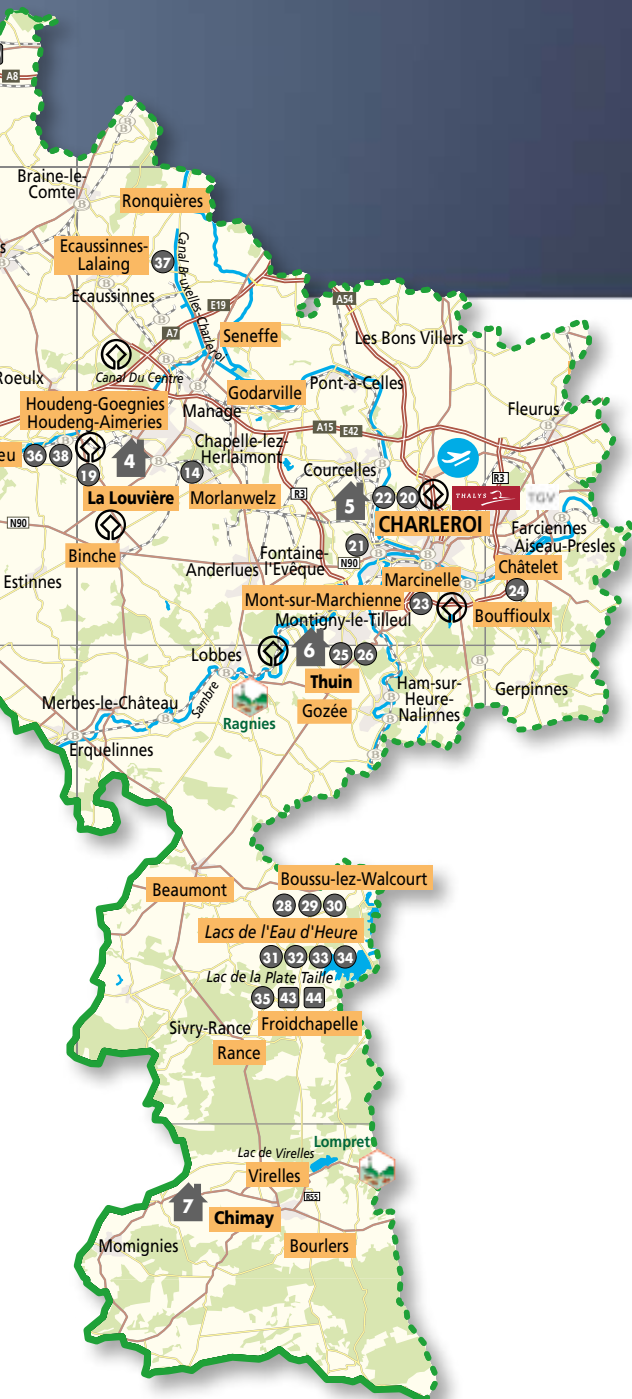 A8
Braine-le-
Comte
Ronquières
Ecaussinnes-
Lalaing
37
Canal Bruxelles-Charleroi
Ecaussinnes
E19
A54
A7
Seneffe
Les Bons Villers
Canal Du Centre
Roeulx
Godarville
Pont-à-Celles
Houdeng-Gœgnies
Houdeng-Aimeries
Manage
Fleurus
A15
E42
Chapelle-lez-
Herlaimont
eu
36
38
4
19
14
Courcelles
R3
La Louvière
Morlanwelz
R3
5
22
20
THALYS
TGV
CHARLEROI
N90
Binche
21
Farciennes
Aiseau-Presles
Fontaine-
l'Evêque
N90
Anderlues
Châtelet
Estinnes
Marcinelle
24
Mont-sur-Marchienne
23
Bouffioulx
Montigny-le-Tilleul
6
25
26
Lobbes
Thuin
Ham-sur-
Heure-
Nalinnes
Gerpinnes
Merbes-le-Château
Sambre
Ragnies
Gozée
Erquelinnes
Boussu-lez-Walcourt
Beaumont
28
29
30
Lacs de l'Eau d'Heure
31
32
33
34
Lac de la Plate Taille
35
43
44
Sivry-Rance
Froidchapelle
Rance
Lompret
Lac de Virelles
Virelles
R55
7
Chimay
Momignies
Bourlers